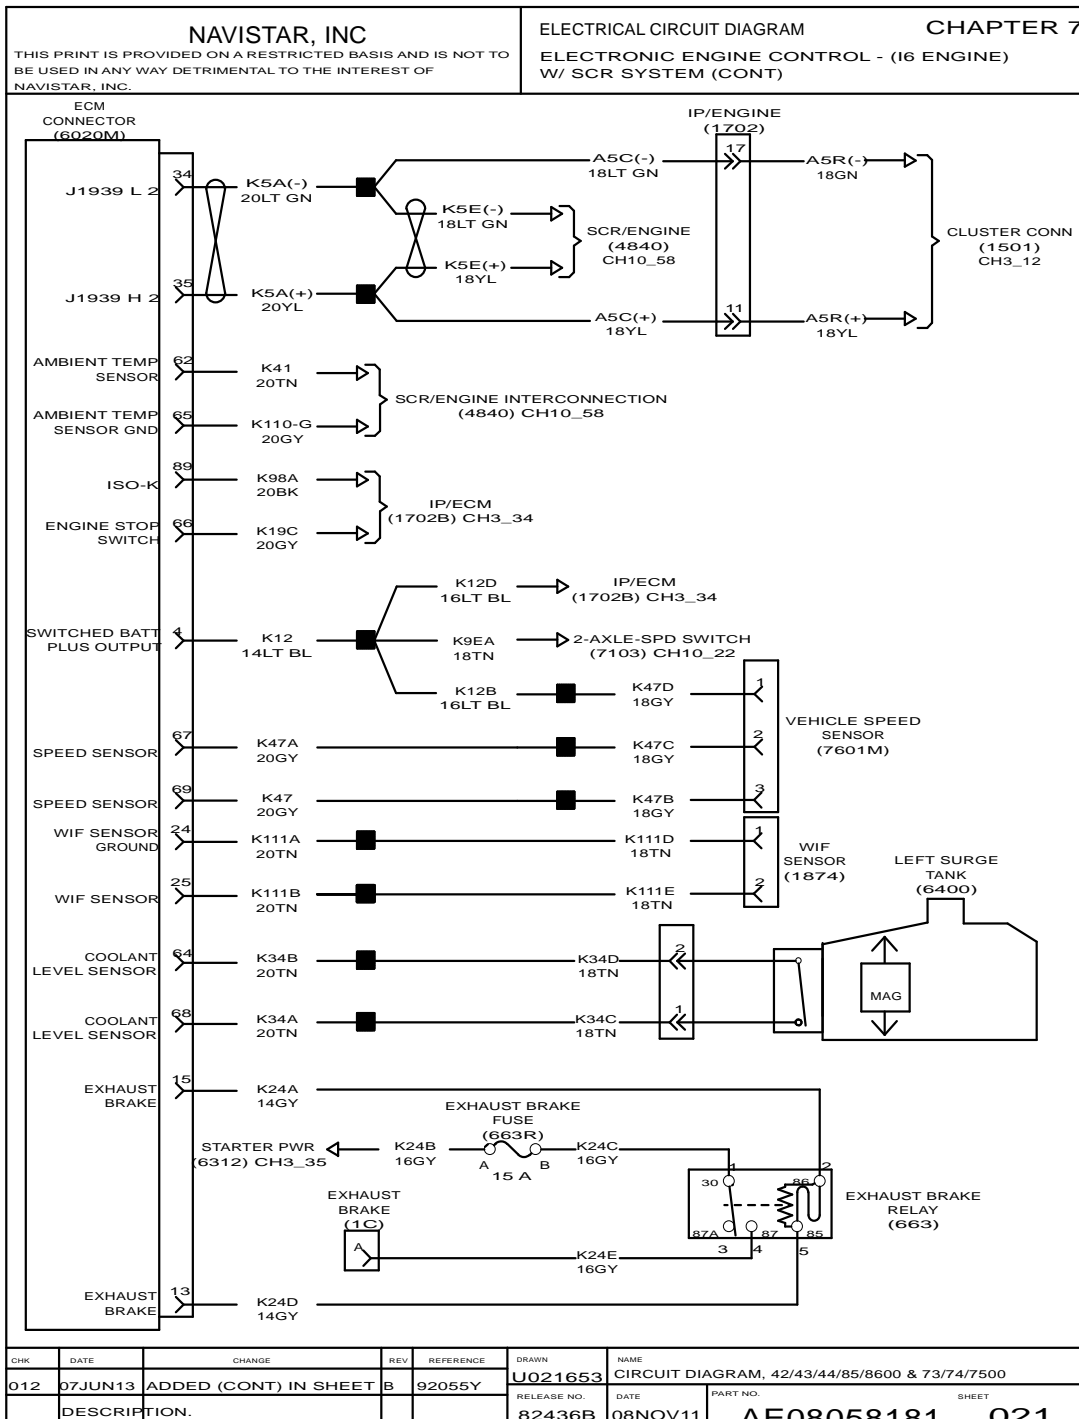 NAVISTAR, INC
THIS PRINT IS PROVIDED ON A RESTRICTED BASIS AND IS NOT TO
BE USED IN ANY WAY DETRIMENTAL TO THE INTEREST OF
NAVISTAR, INC.
ELECTRICAL CIRCUIT DIAGRAM
CHAPTER 7
ELECTRONIC ENGINE CONTROL - (I6 ENGINE)
W/ SCR SYSTEM (CONT)
ECM
CONNECTOR
(6020M)
IP/ENGINE
(1702)
J1939 L 2
34
K5A(-)
20LT GN
A5C(-)
18LT GN
17
A5R(-)
18GN
K5E(-)
18LT GN
SCR/ENGINE
(4840)
CH10_58
CLUSTER CONN
(1501)
CH3_12
K5E(+)
18YL
J1939 H 2
35
K5A(+)
20YL
A5C(+)
18YL
11
A5R(+)
18YL
AMBIENT TEMP
SENSOR
62
K41
20TN
SCR/ENGINE INTERCONNECTION
(4840) CH10_58
AMBIENT TEMP
SENSOR GND
65
K110-G
20GY
ISO-K
89
K98A
20BK
IP/ECM
(1702B) CH3_34
ENGINE STOP
SWITCH
66
K19C
20GY
K12D
16LT BL
IP/ECM
(1702B) CH3_34
SWITCHED BATT
PLUS OUTPUT
4
K12
14LT BL
K9EA
18TN
2-AXLE-SPD SWITCH
(7103) CH10_22
K12B
16LT BL
K47D
18GY
1
VEHICLE SPEED
SENSOR
(7601M)
SPEED SENSOR
67
K47A
20GY
K47C
18GY
2
SPEED SENSOR
69
K47
20GY
K47B
18GY
3
WIF SENSOR
GROUND
24
K111A
20TN
K111D
18TN
1
WIF
SENSOR
(1874)
WIF SENSOR
25
K111B
20TN
K111E
18TN
2
LEFT SURGE
TANK
(6400)
COOLANT
LEVEL SENSOR
64
K34B
20TN
K34D
18TN
2
MAG
COOLANT
LEVEL SENSOR
68
K34A
20TN
K34C
18TN
1
EXHAUST
BRAKE
15
K24A
14GY
EXHAUST BRAKE
FUSE
(663R)
STARTER PWR
(6312) CH3_35
K24B
16GY
A
B
15 A
K24C
16GY
1
2
30
86
87A
87
85
3
4
5
EXHAUST BRAKE
RELAY
(663)
EXHAUST
BRAKE
(1C)
A
K24E
16GY
EXHAUST
BRAKE
13
K24D
14GY
CHK DATE CHANGE REV REFERENCE
012 07JUN13 ADDED (CONT) IN SHEET B 92055Y
DESCRIPTION.
DRAWN
U021653
NAME
CIRCUIT DIAGRAM, 42/43/44/85/8600 & 73/74/7500
RELEASE NO.
82436B
DATE
08NOV11
PART NO.
AE08058181
SHEET
021